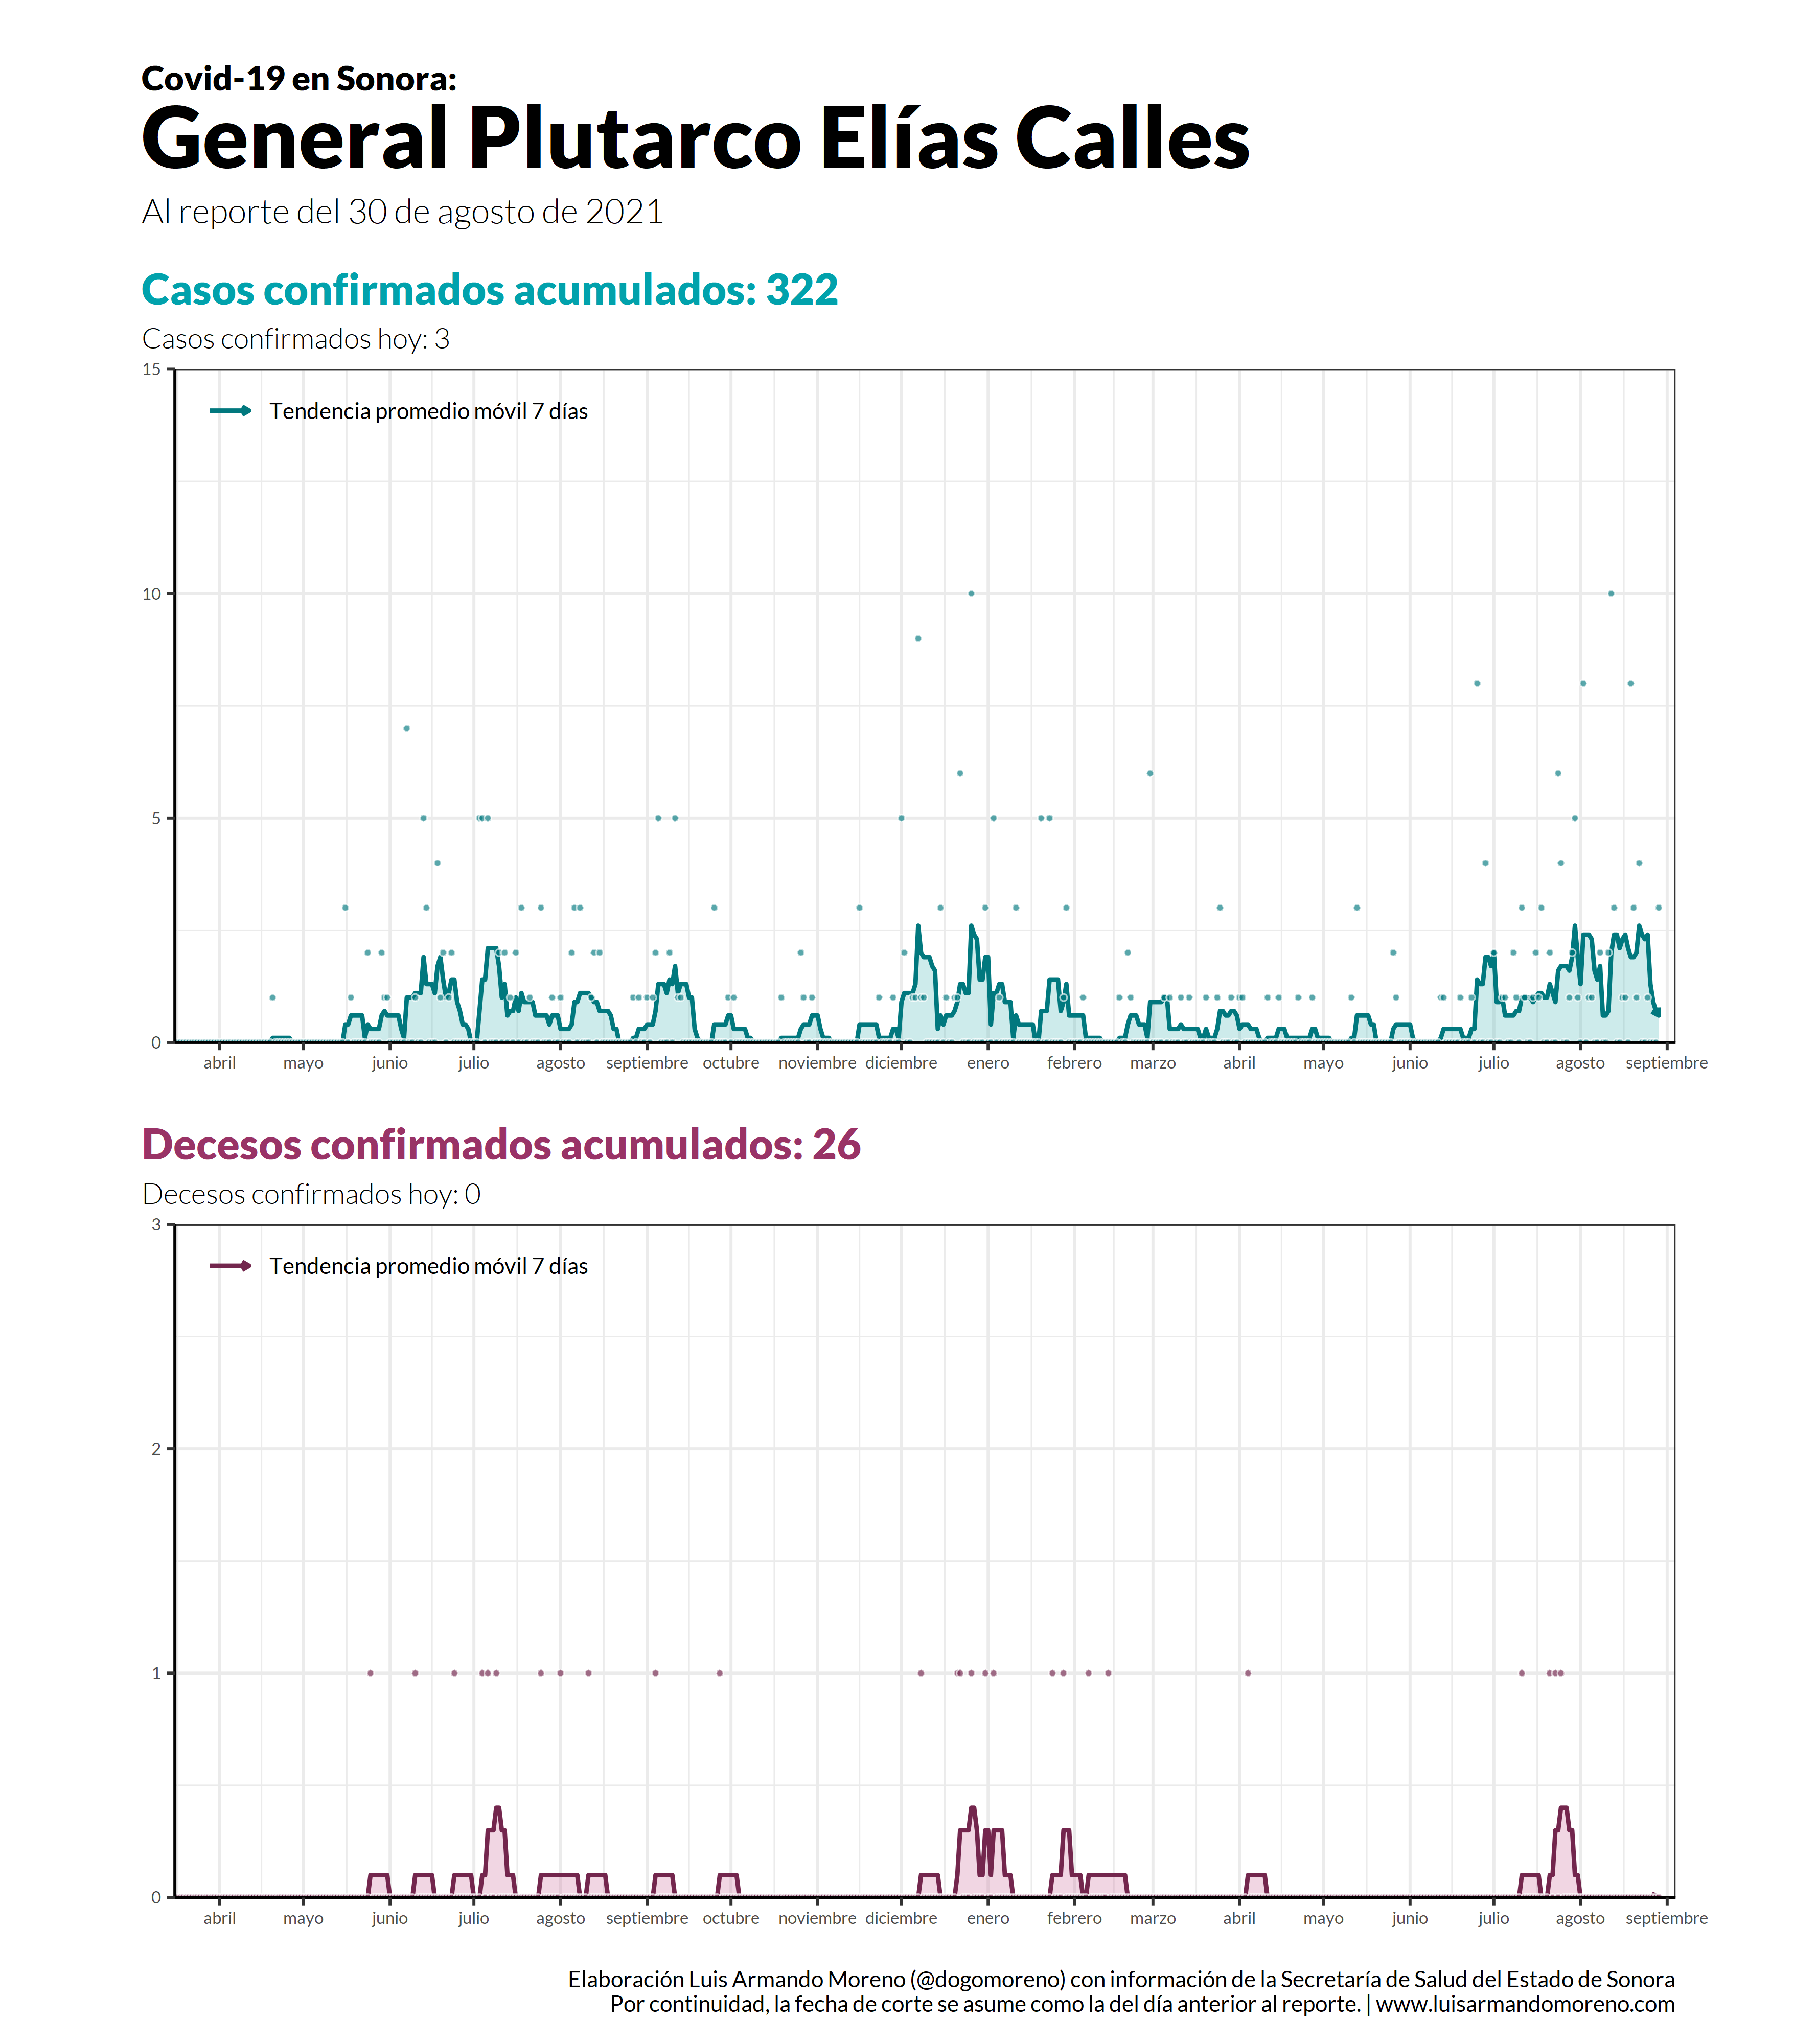 Covid-19 en Sonora:
General Plutarco Elías Calles
Al reporte del 30 de agosto de 2021
Casos confirmados acumulados: 322
Casos confirmados hoy: 3
15
Tendencia promedio móvil 7 días
10
5
0
abril mayo junio julio agosto septiembre octubre noviembre diciembre enero febrero marzo abril mayo junio julio agosto septiembre
Decesos confirmados acumulados: 26
Decesos confirmados hoy: 0
3
Tendencia promedio móvil 7 días
2
1
0
abril mayo junio julio agosto septiembre octubre noviembre diciembre enero febrero marzo abril mayo junio julio agosto septiembre
Elaboración Luis Armando Moreno (@dogomoreno) con información de la Secretaría de Salud del Estado de Sonora
Por continuidad, la fecha de corte se asume como la del día anterior al reporte. | www.luisarmandomoreno.com